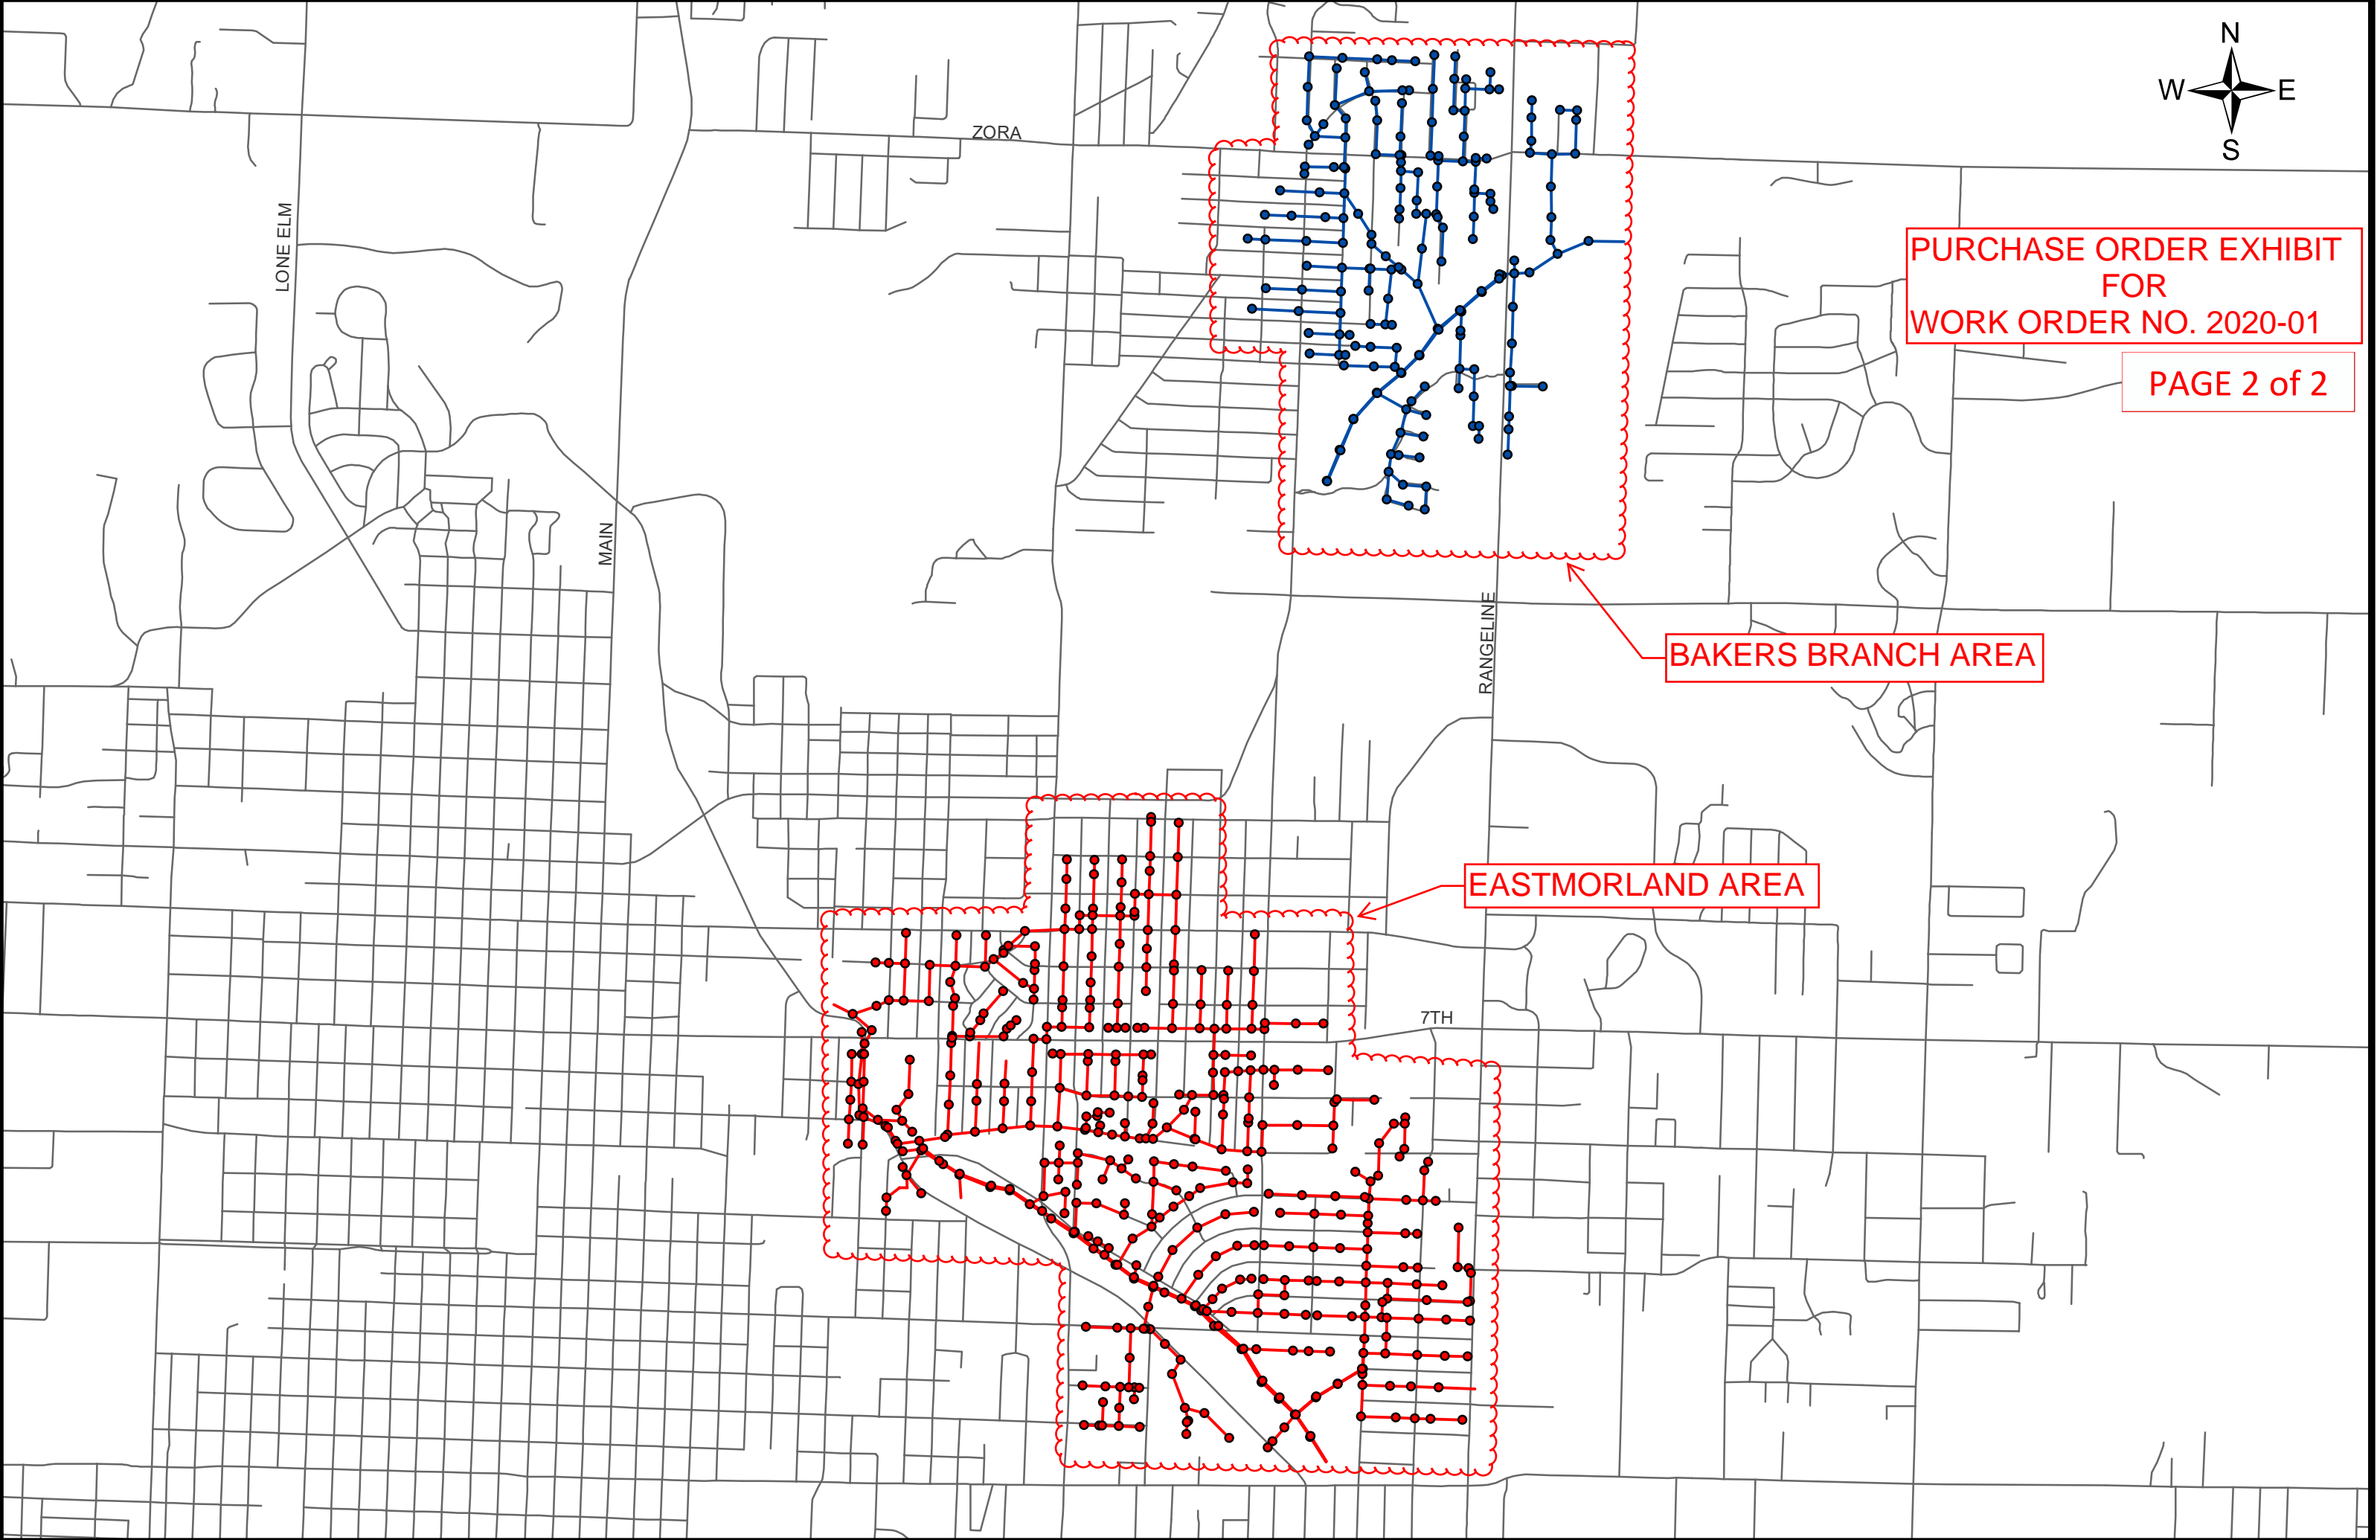 N
W E
S
ZORA
LONE ELM
PURCHASE ORDER EXHIBIT
FOR
WORK ORDER NO. 2020-01
PAGE 2 of 2
MAIN
RANGELINE
BAKERS BRANCH AREA
EASTMORLAND AREA
7TH